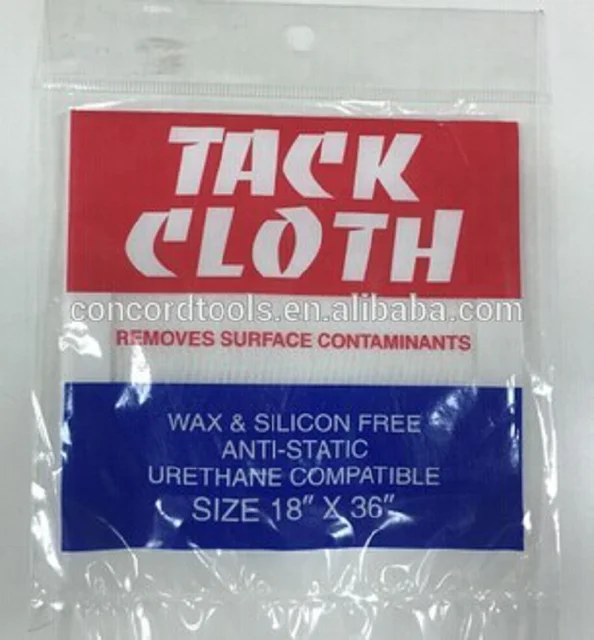 TACK
CLOTH
concordtools.en.alibaba.com
REMOVES SURFACE CONTAMINANTS
WAX & SILICON FREE
ANTI-STATIC
URETHANE COMPATIBLE
SIZE 18" X 36"